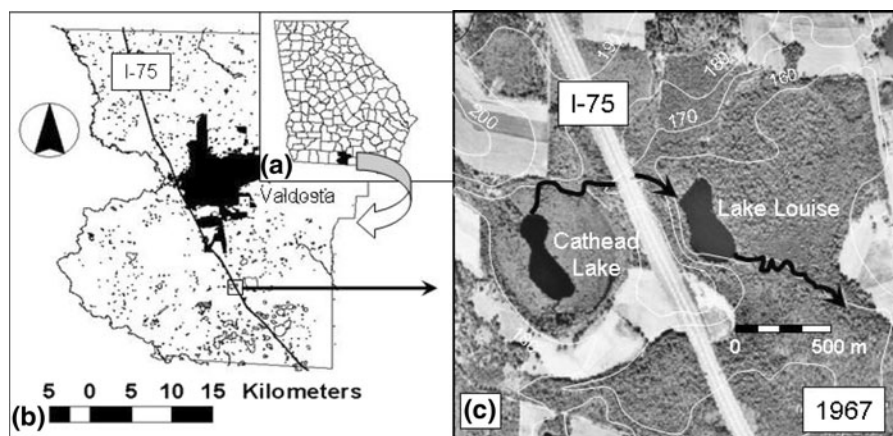 I-75
(a)
Valdosta
5 0 5 10 15 Kilometers
(b)
200
190
180
160
170
I-75
Lake Louise
Cathead
Lake
0 500 m
(c)
1967